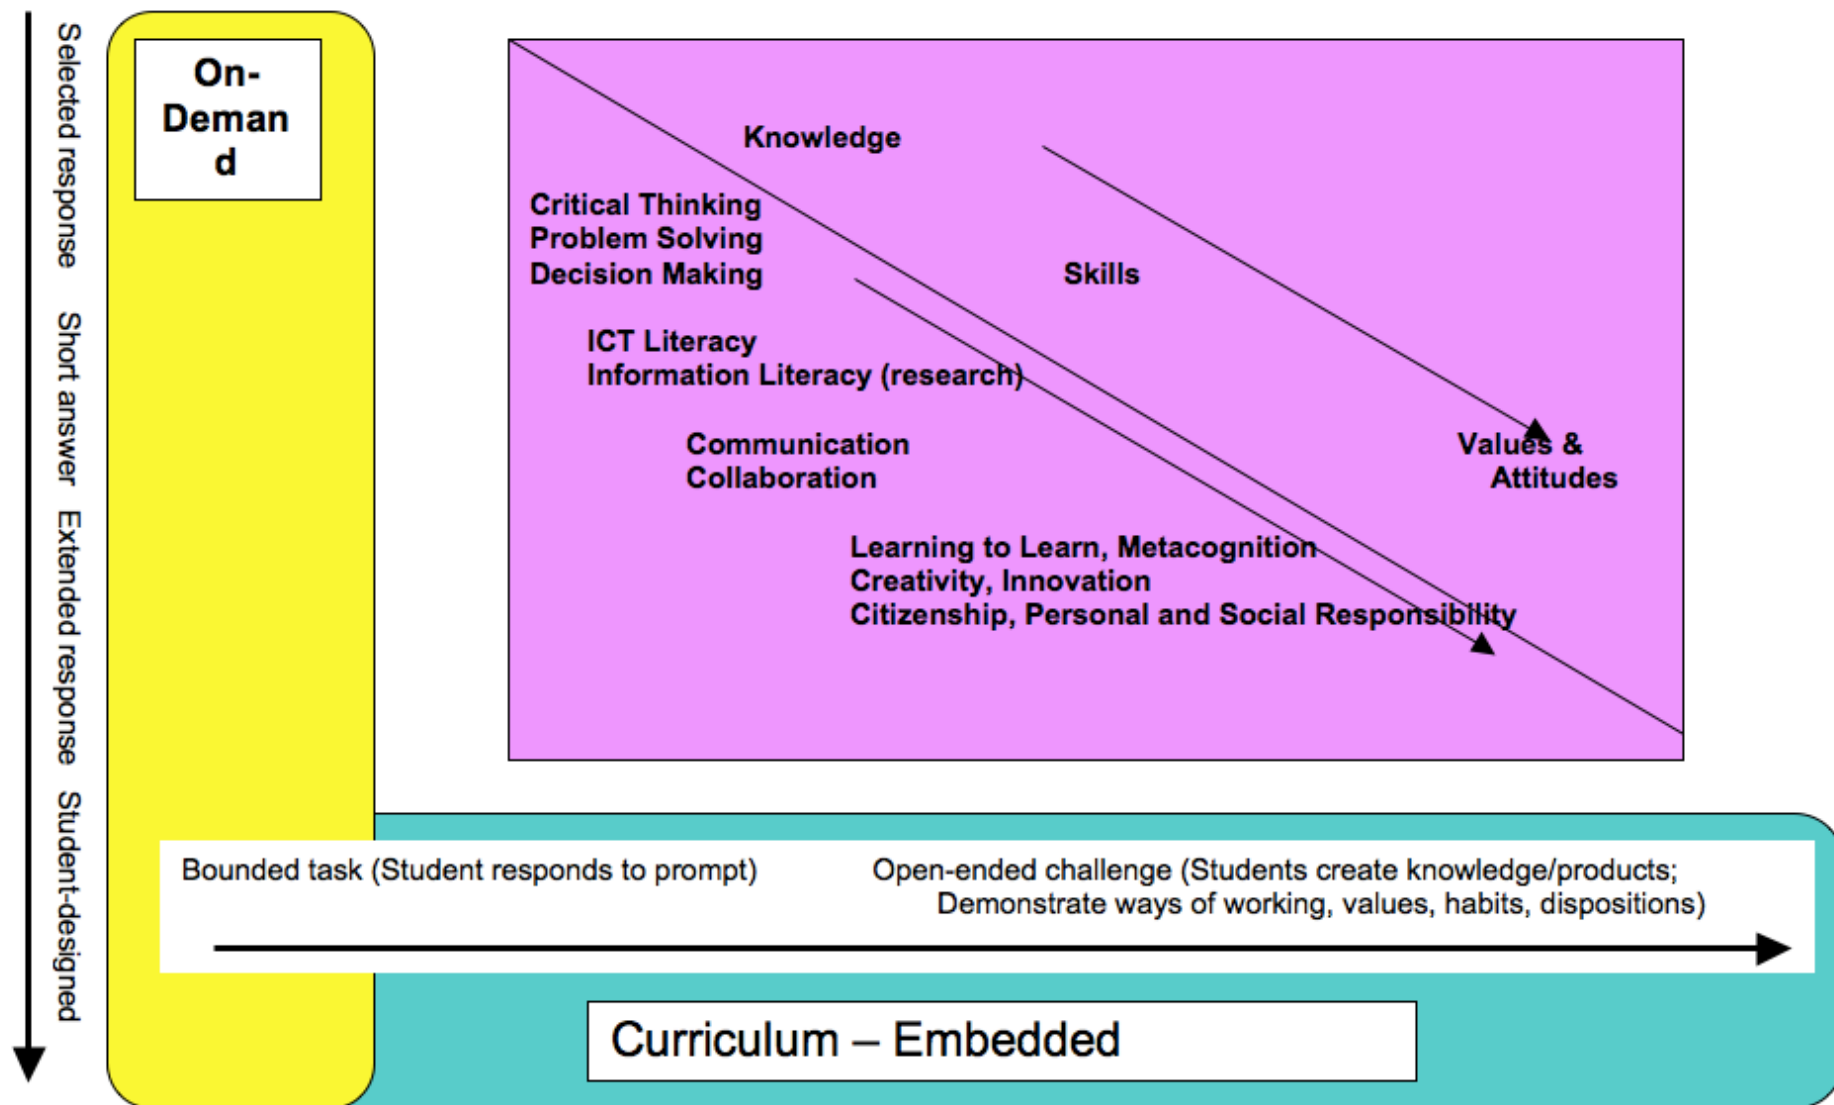 Selected response   Short answer   Extended response   Student-designed
On-
Deman
d
Knowledge
Critical Thinking
Problem Solving
Decision Making
Skills
ICT Literacy
Information Literacy (research)
Communication
Collaboration
Values &
Attitudes
Learning to Learn, Metacognition
Creativity, Innovation
Citizenship, Personal and Social Responsibility
Bounded task (Student responds to prompt)
Open-ended challenge (Students create knowledge/products;
Demonstrate ways of working, values, habits, dispositions)
Curriculum – Embedded